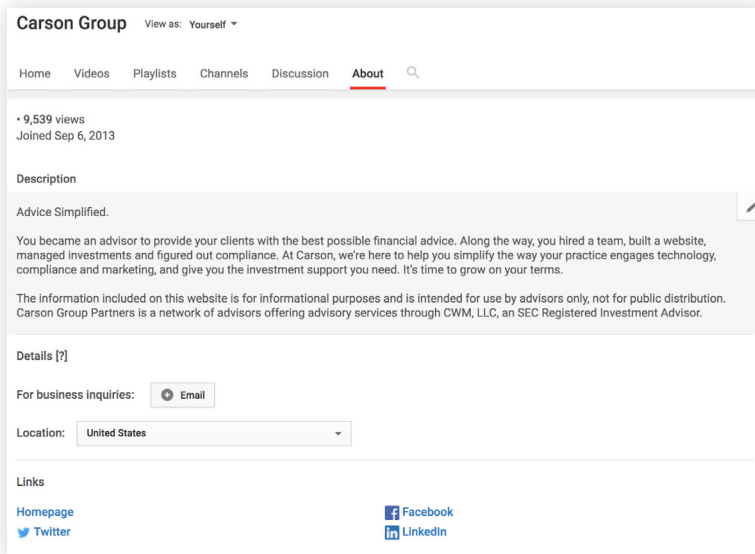 Carson Group View as: Yourself
Home Videos Playlists Channels Discussion About
• 9,539 views
Joined Sep 6, 2013
Description
Advice Simplified.
You became an advisor to provide your clients with the best possible financial advice. Along the way, you hired a team, built a website,
managed investments and figured out compliance. At Carson, we're here to help you simplify the way your practice engages technology,
compliance and marketing, and give you the investment support you need. It's time to grow on your terms.
The information included on this website is for informational purposes and is intended for use by advisors only, not for public distribution.
Carson Group Partners is a network of advisors offering advisory services through CWM, LLC, an SEC Registered Investment Advisor.
Details [?]
For business inquiries: Email
Location: United States
Links
Homepage Facebook
Twitter LinkedIn